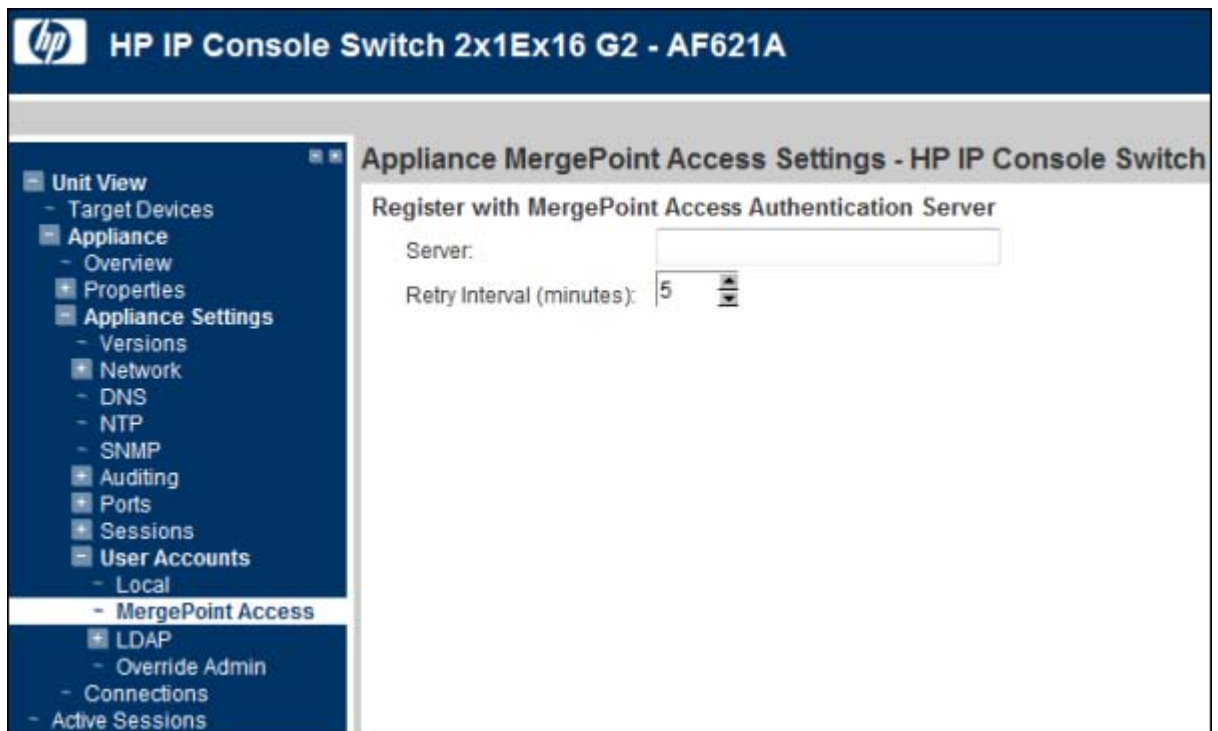 hp
HP IP Console Switch 2x1Ex16 G2 - AF621A
Unit View
Target Devices
Appliance
Overview
Properties
Appliance Settings
Versions
Network
DNS
NTP
SNMP
Auditing
Ports
Sessions
User Accounts
Local
MergePoint Access
LDAP
Override Admin
Connections
Active Sessions
Appliance MergePoint Access Settings - HP IP Console Switch
Register with MergePoint Access Authentication Server
Server:
Retry Interval (minutes): 5